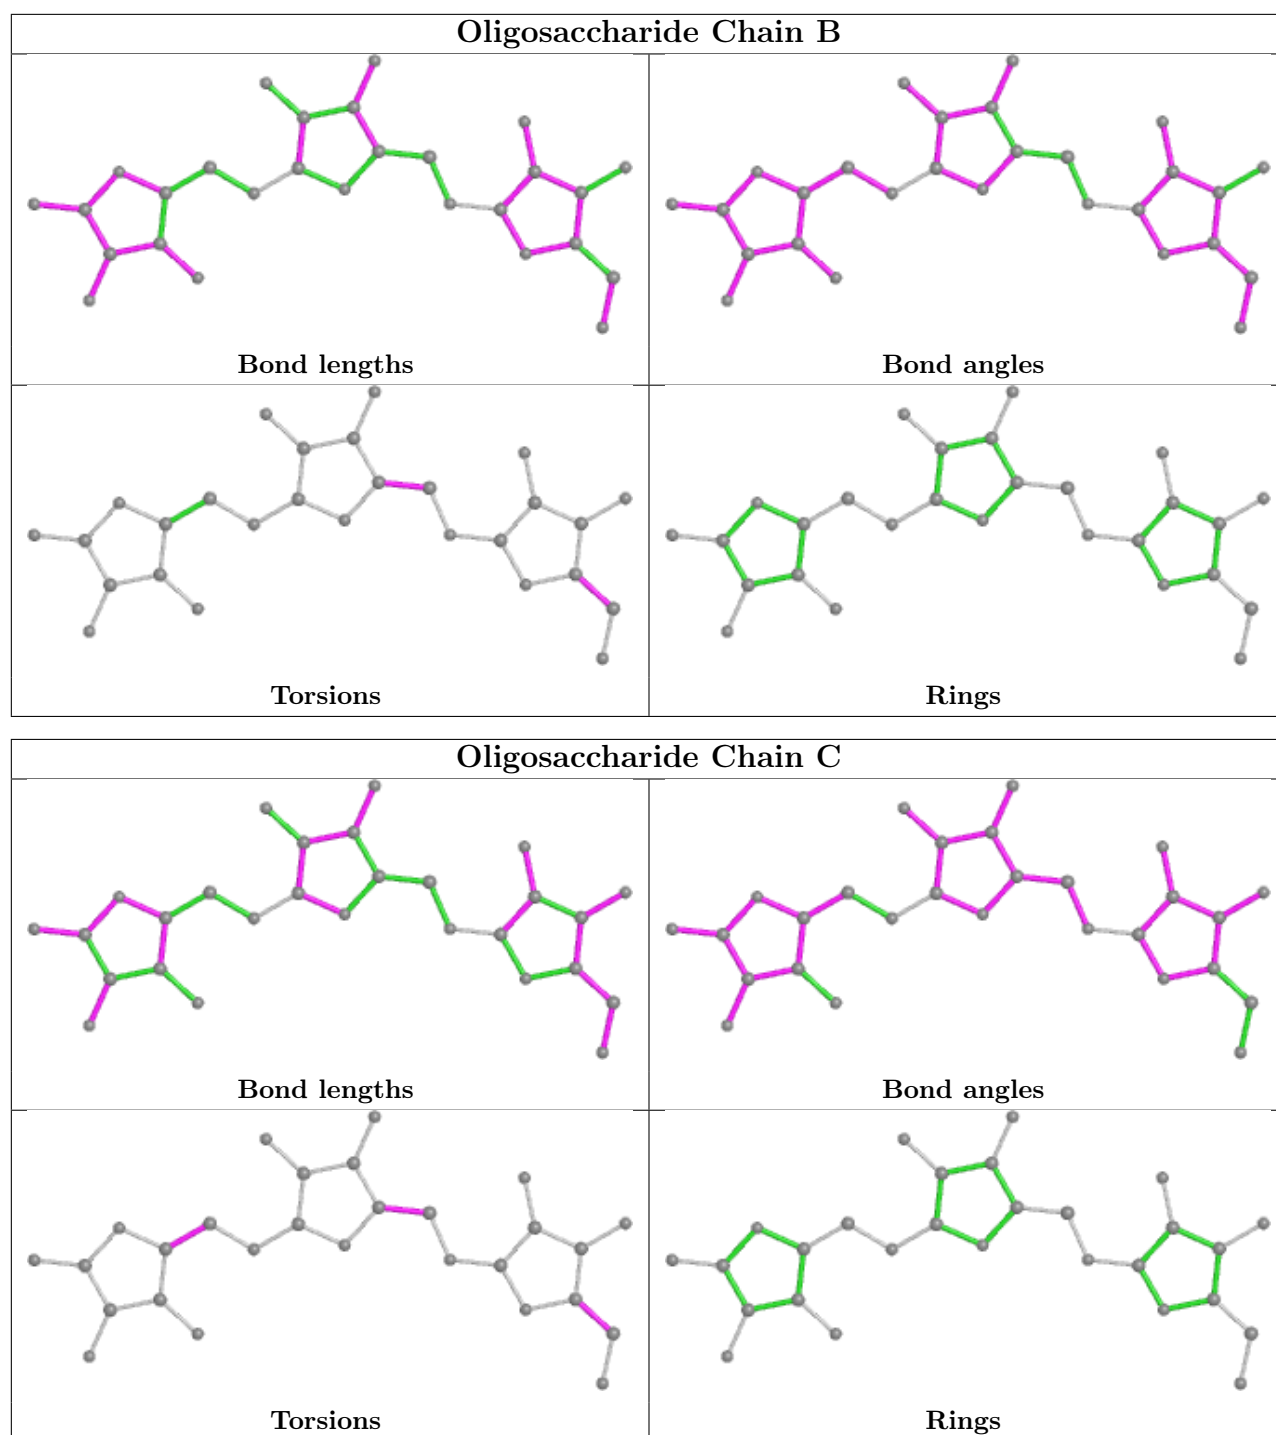 Oligosaccharide Chain B
Bond lengths
Bond angles
Torsions
Rings
Oligosaccharide Chain C
Bond lengths
Bond angles
Torsions
Rings